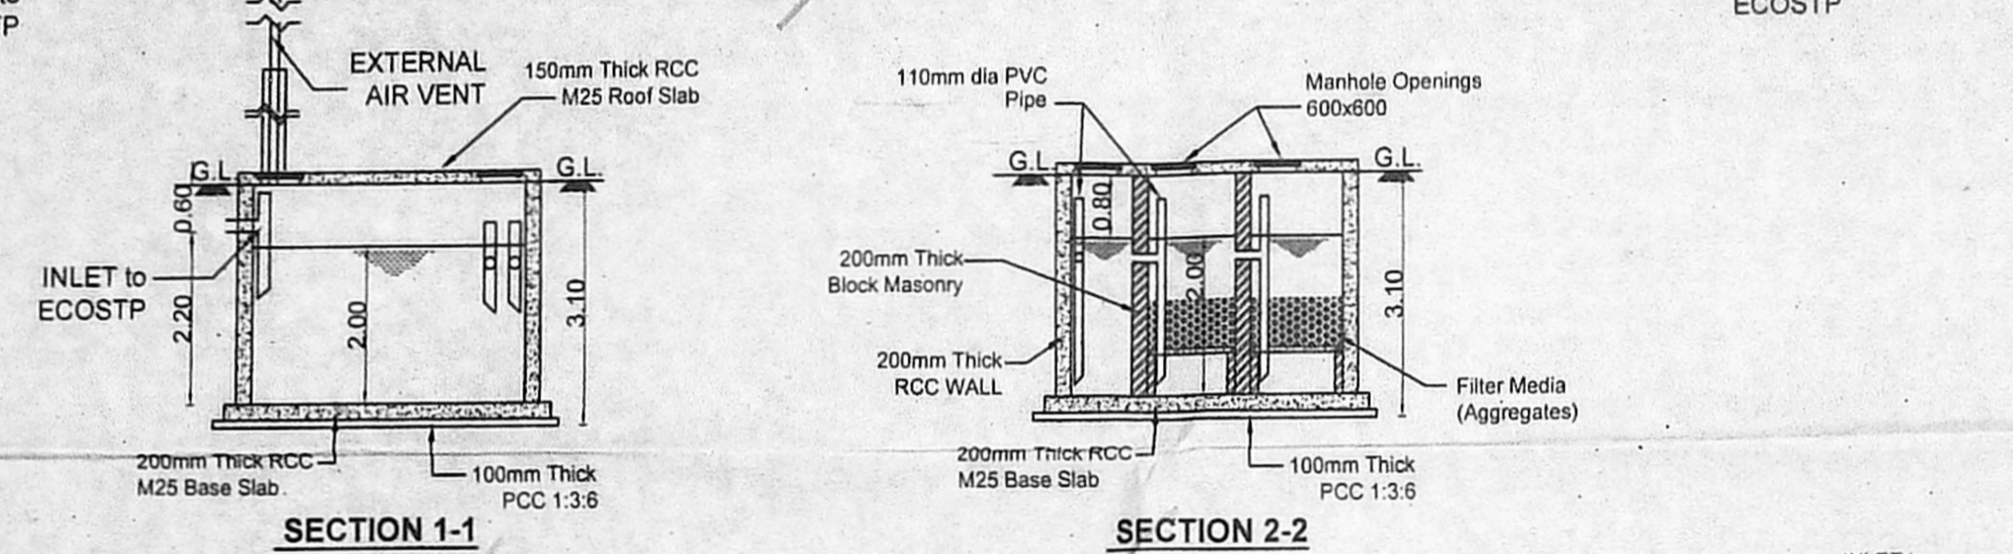 P
ECOSTP
EXTERNAL
AIR VENT
150mm Thick RCC
M25 Roof Slab
G.L.
G.L.
0.60
INLET to
ECOSTP
2.20
2.00
3.10
200mm Thick RCC
M25 Base Slab
100mm Thick
PCC 1:3:6
SECTION 1-1
110mm dia PVC
Pipe
Manhole Openings
600x600
G.L.
G.L.
0.80
200mm Thick
Block Masonry
2.00
3.10
200mm Thick
RCC WALL
Filter Media
(Aggregates)
200mm Thick RCC
M25 Base Slab
100mm Thick
PCC 1:3:6
SECTION 2-2